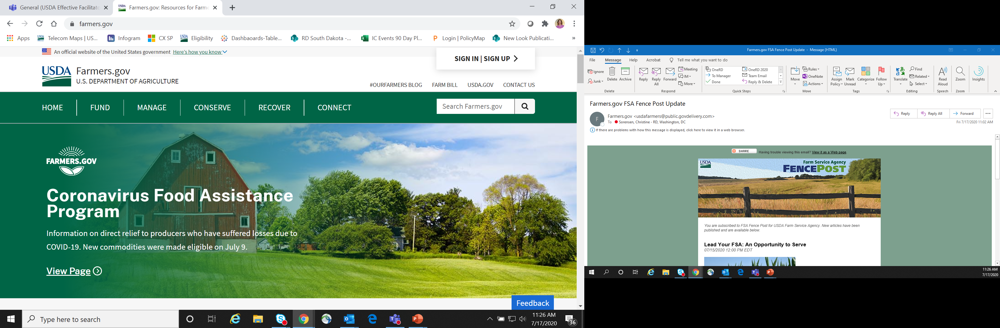 General (USDA Effective Facilitato
Farmers.gov: Resources for Farme
farmers.gov
Apps
Telecom Maps | US...
Infogram
CX SP
Eligibility
Dashbaoards-Table...
RD South Dakota -...
IC Events 90 Day Pl...
Login | PolicyMap
New Look Publicati...
»
An official website of the United States government Here's how you know
SIGN IN | SIGN UP
USDA Farmers.gov
U.S. DEPARTMENT OF AGRICULTURE
#OURFARMERS BLOG FARM BILL USDA.GOV CONTACT US
HOME FUND MANAGE CONSERVE RECOVER CONNECT
Search Farmers.gov
FARMERS.GOV
Coronavirus Food Assistance
Program
Information on direct relief to producers who have suffered losses due to
COVID-19. New commodities were made eligible on July 9.
View Page
Feedback
Type here to search
11:26 AM
7/17/2020
36
Farmers.gov FSA Fence Post Update - Message (HTML)
File Message Help Acrobat Tell me what you want to do
Ignore
Junk
Delete
Archive
Delete
Reply
Reply
All
Forward
Meeting
IM
More
Respond
OneRD
To Manager
Done
OneRD 2020
Team Email
Reply & Delete
Quick Steps
Move
Rules
OneNote
Actions
Move
Assign
Policy
Mark
Unread
Categorize
Follow
Up
Tags
Translate
Find
Related
Select
Editing
Read
Aloud
Speech
Zoom
Zoom
Insights
Farmers.gov FSA Fence Post Update
F
Farmers.gov <usdafarmers@public.govdelivery.com>
To Sorensen, Christine - RD, Washington, DC
Reply Reply All Forward ...
Fri 7/17/2020 11:02 AM
If there are problems with how this message is displayed, click here to view it in a web browser.
SHARE Having trouble viewing this email? View it as a Web page.
USDA
Farm Service Agency
FENCEPOST
You are subscribed to FSA Fence Post for USDA Farm Service Agency. New articles have been
published and are available below.
Lead Your FSA: An Opportunity to Serve
07/15/2020 12:00 PM EDT
11:26 AM
7/17/2020